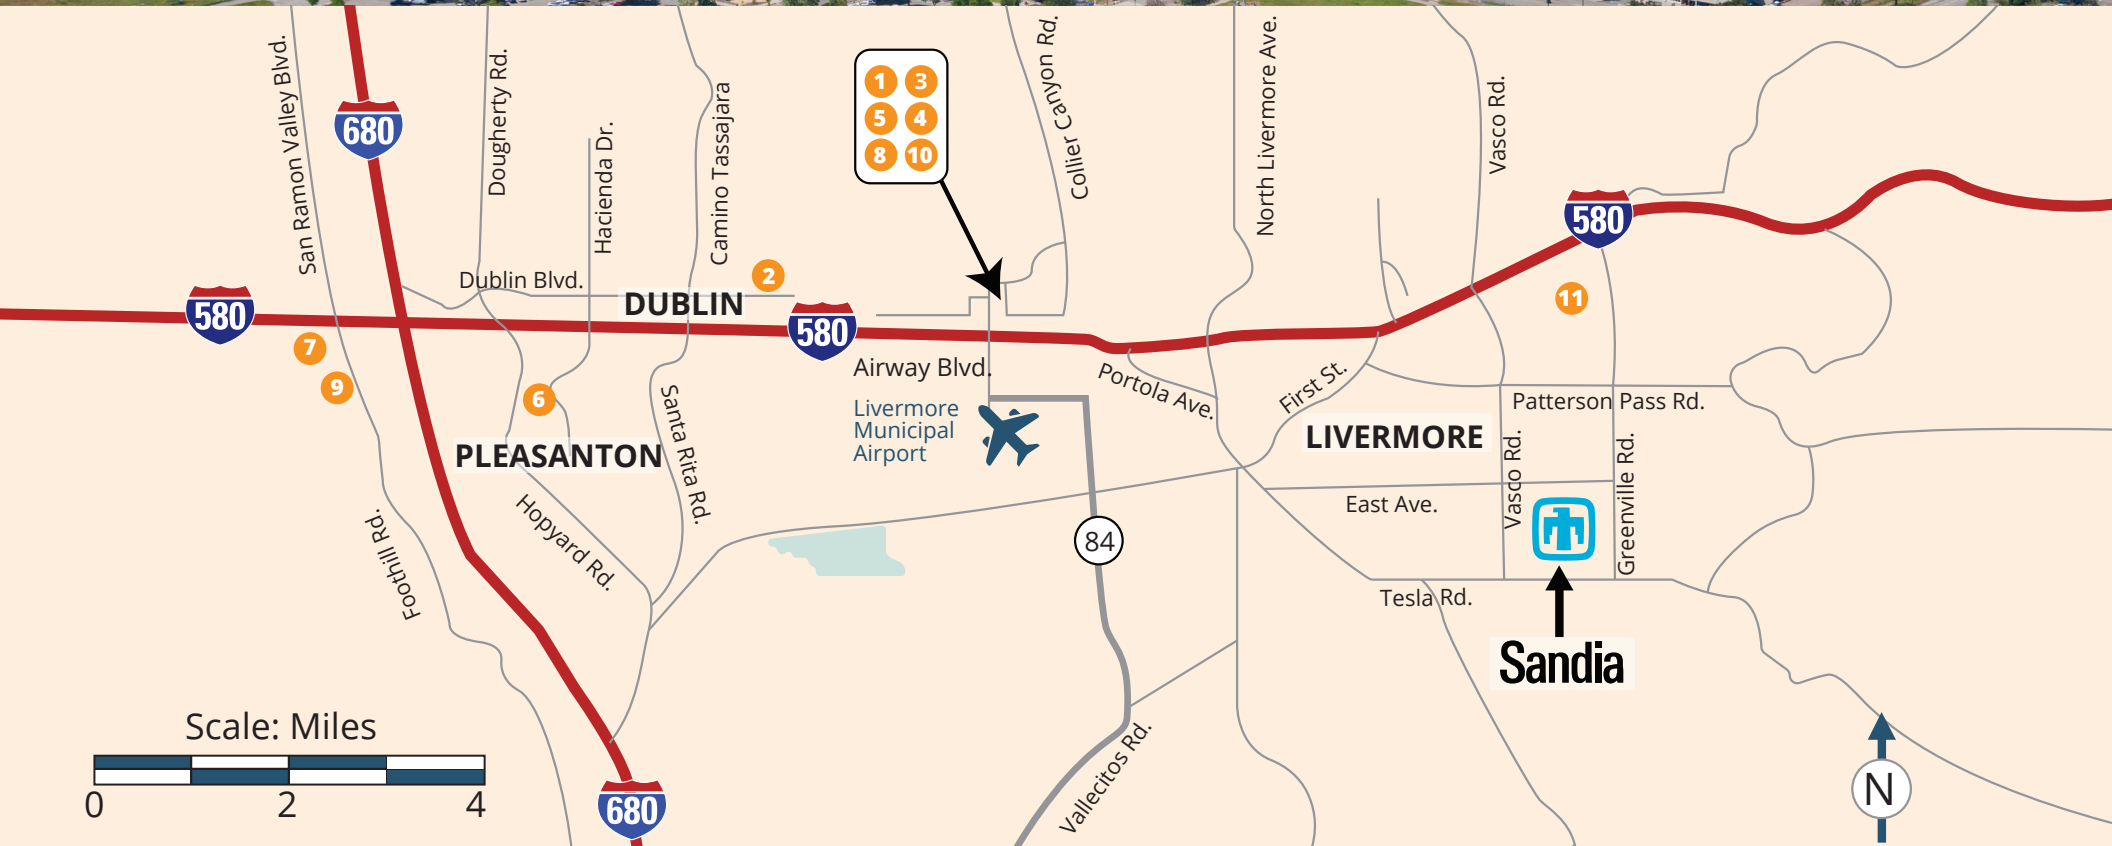 San Ramon Valley Blvd.
680
Dougherty Rd.
Hacienda Dr.
Camino Tassajara
1 3
5 4
8 10
Collier Canyon Rd.
North Livermore Ave.
Vasco Rd.
580
Dublin Blvd.
2
DUBLIN
580
580
11
7
9
6
Airway Blvd.
Livermore
Municipal
Airport
Portola Ave.
First St.
Patterson Pass Rd.
LIVERMORE
PLEASANTON
Santa Rita Rd.
Hopyard Rd.
Foothill Rd.
84
East Ave.
Vasco Rd.
Greenville Rd.
Tesla Rd.
Sandia
Vallecitos Rd.
Scale: Miles
0 2 4
680
N